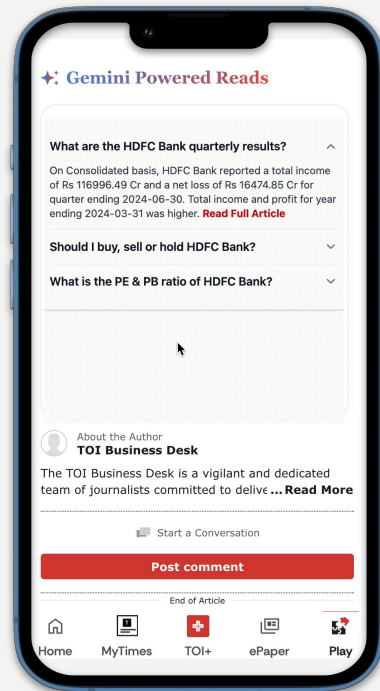 Gemini Powered Reads
What are the HDFC Bank quarterly results?
On Consolidated basis, HDFC Bank reported a total income
of Rs 116996.49 Cr and a net loss of Rs 16474.85 Cr for
quarter ending 2024-06-30. Total income and profit for year
ending 2024-03-31 was higher. Read Full Article
Should I buy, sell or hold HDFC Bank?
What is the PE & PB ratio of HDFC Bank?
About the Author
TOI Business Desk
The TOI Business Desk is a vigilant and dedicated
team of journalists committed to delive ... Read More
Start a Conversation
Post comment
End of Article
Home MyTimes TOI+ ePaper Play